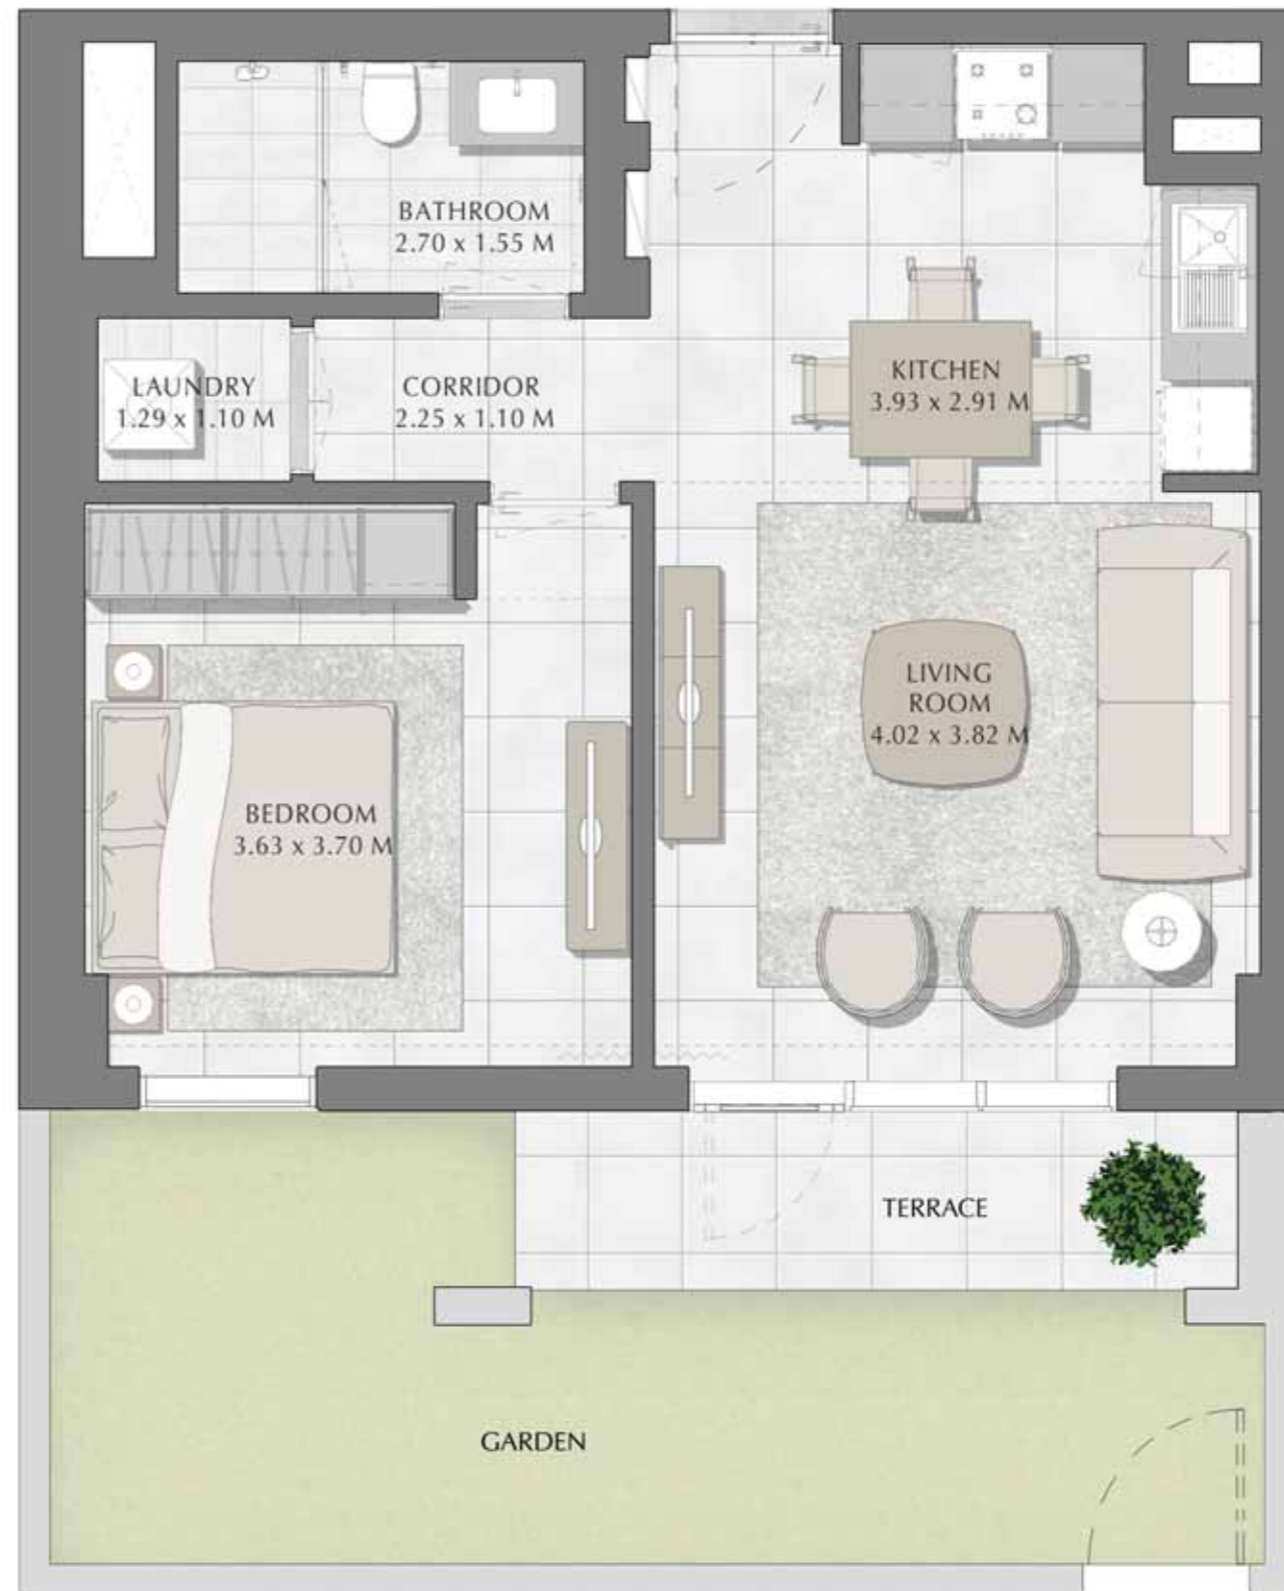 BATHROOM
2.70 x 1.55 M
LAUNDRY
1.29 x 1.10 M
CORRIDOR
2.25 x 1.10 M
KITCHEN
3.93 x 2.91 M
LIVING
ROOM
4.02 x 3.82 M
BEDROOM
3.63 x 3.70 M
TERRACE
GARDEN